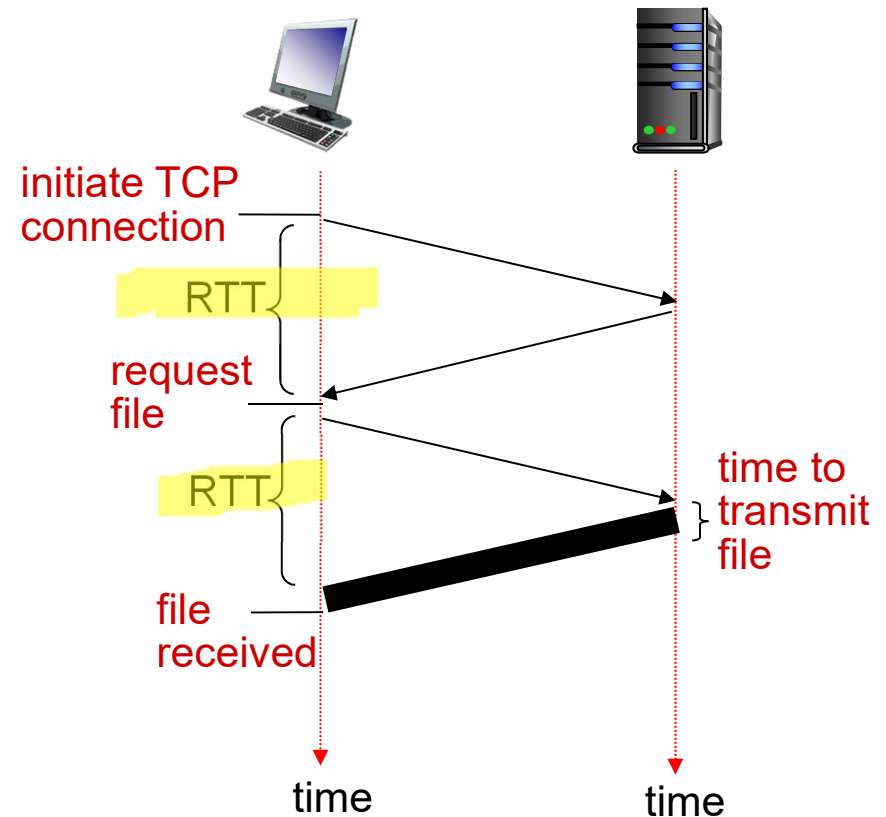 initiate TCP
connection
RTT
request
file
RTT
time to
transmit
file
file
received
time
time